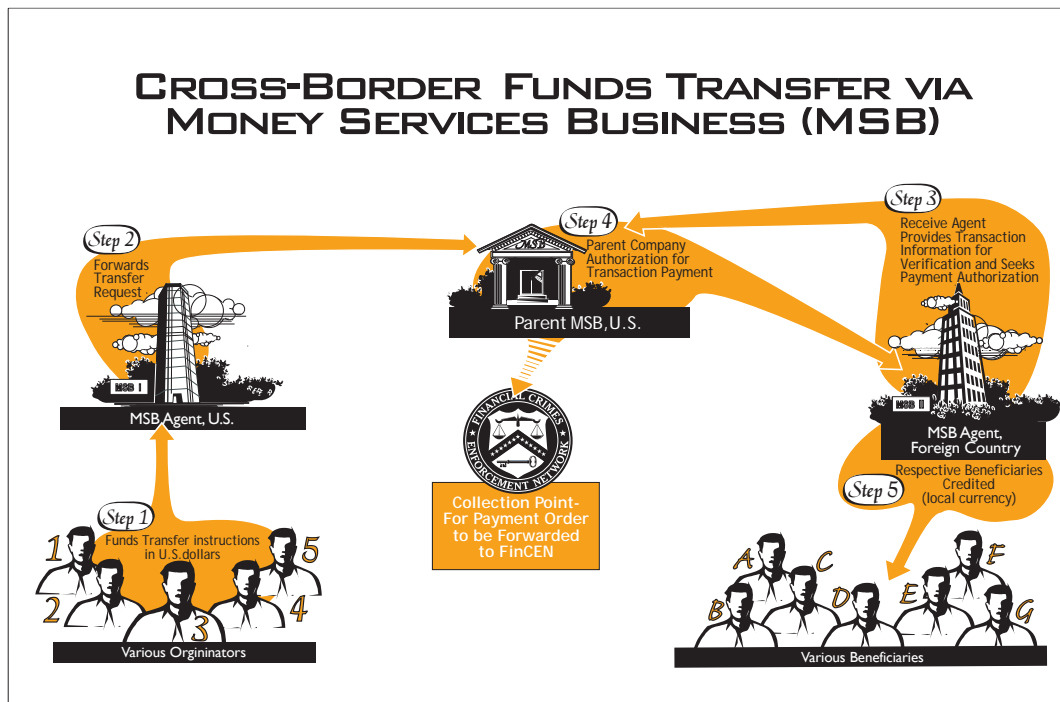 CROSS-BORDER FUNDS TRANSFER VIA
MONEY SERVICES BUSINESS (MSB)
Step 1
Funds Transfer instructions
in U.S.dollars
1
2
3
4
5
Various Orgininators
Step 2
Forwards
Transfer
Request
MSB I
MSB Agent, U.S.
MSB
Parent MSB, U.S.
Step 4
Parent Company
Authorization for
Transaction Payment
FINANCIAL CRIMES
ENFORCEMENT NETWORK
Collection Point-
For Payment Order
to be Forwarded
to FinCEN
Step 3
Receive Agent
Provides Transaction
Information for
Verification and Seeks
Payment Authorization
MSB II
MSB Agent,
Foreign Country
Step 5
Respective Beneficiaries
Credited
(local currency)
A
B
C
D
E
F
G
Various Beneficiaries